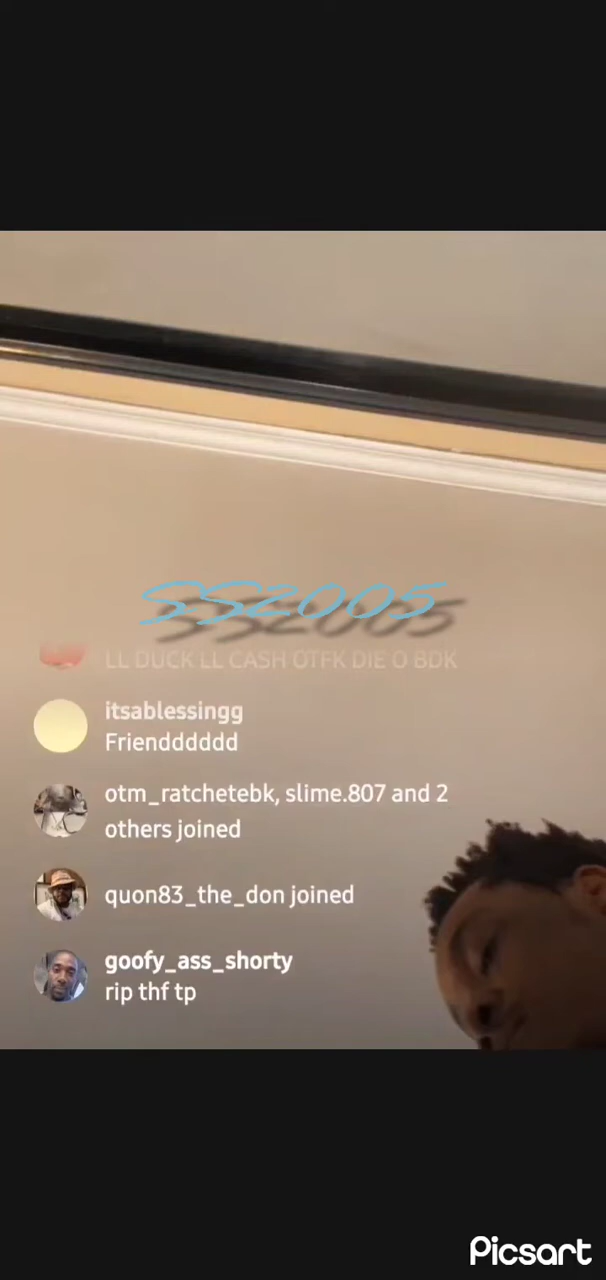 SS2005
LL DUCK LL CASH OTFK DIE O BDK
itsablessingg
Friendddddd
otm_ratchetebk, slime.807 and 2
others joined
quon83_the_don joined
goofy_ass_shorty
rip thf tp
Picsart